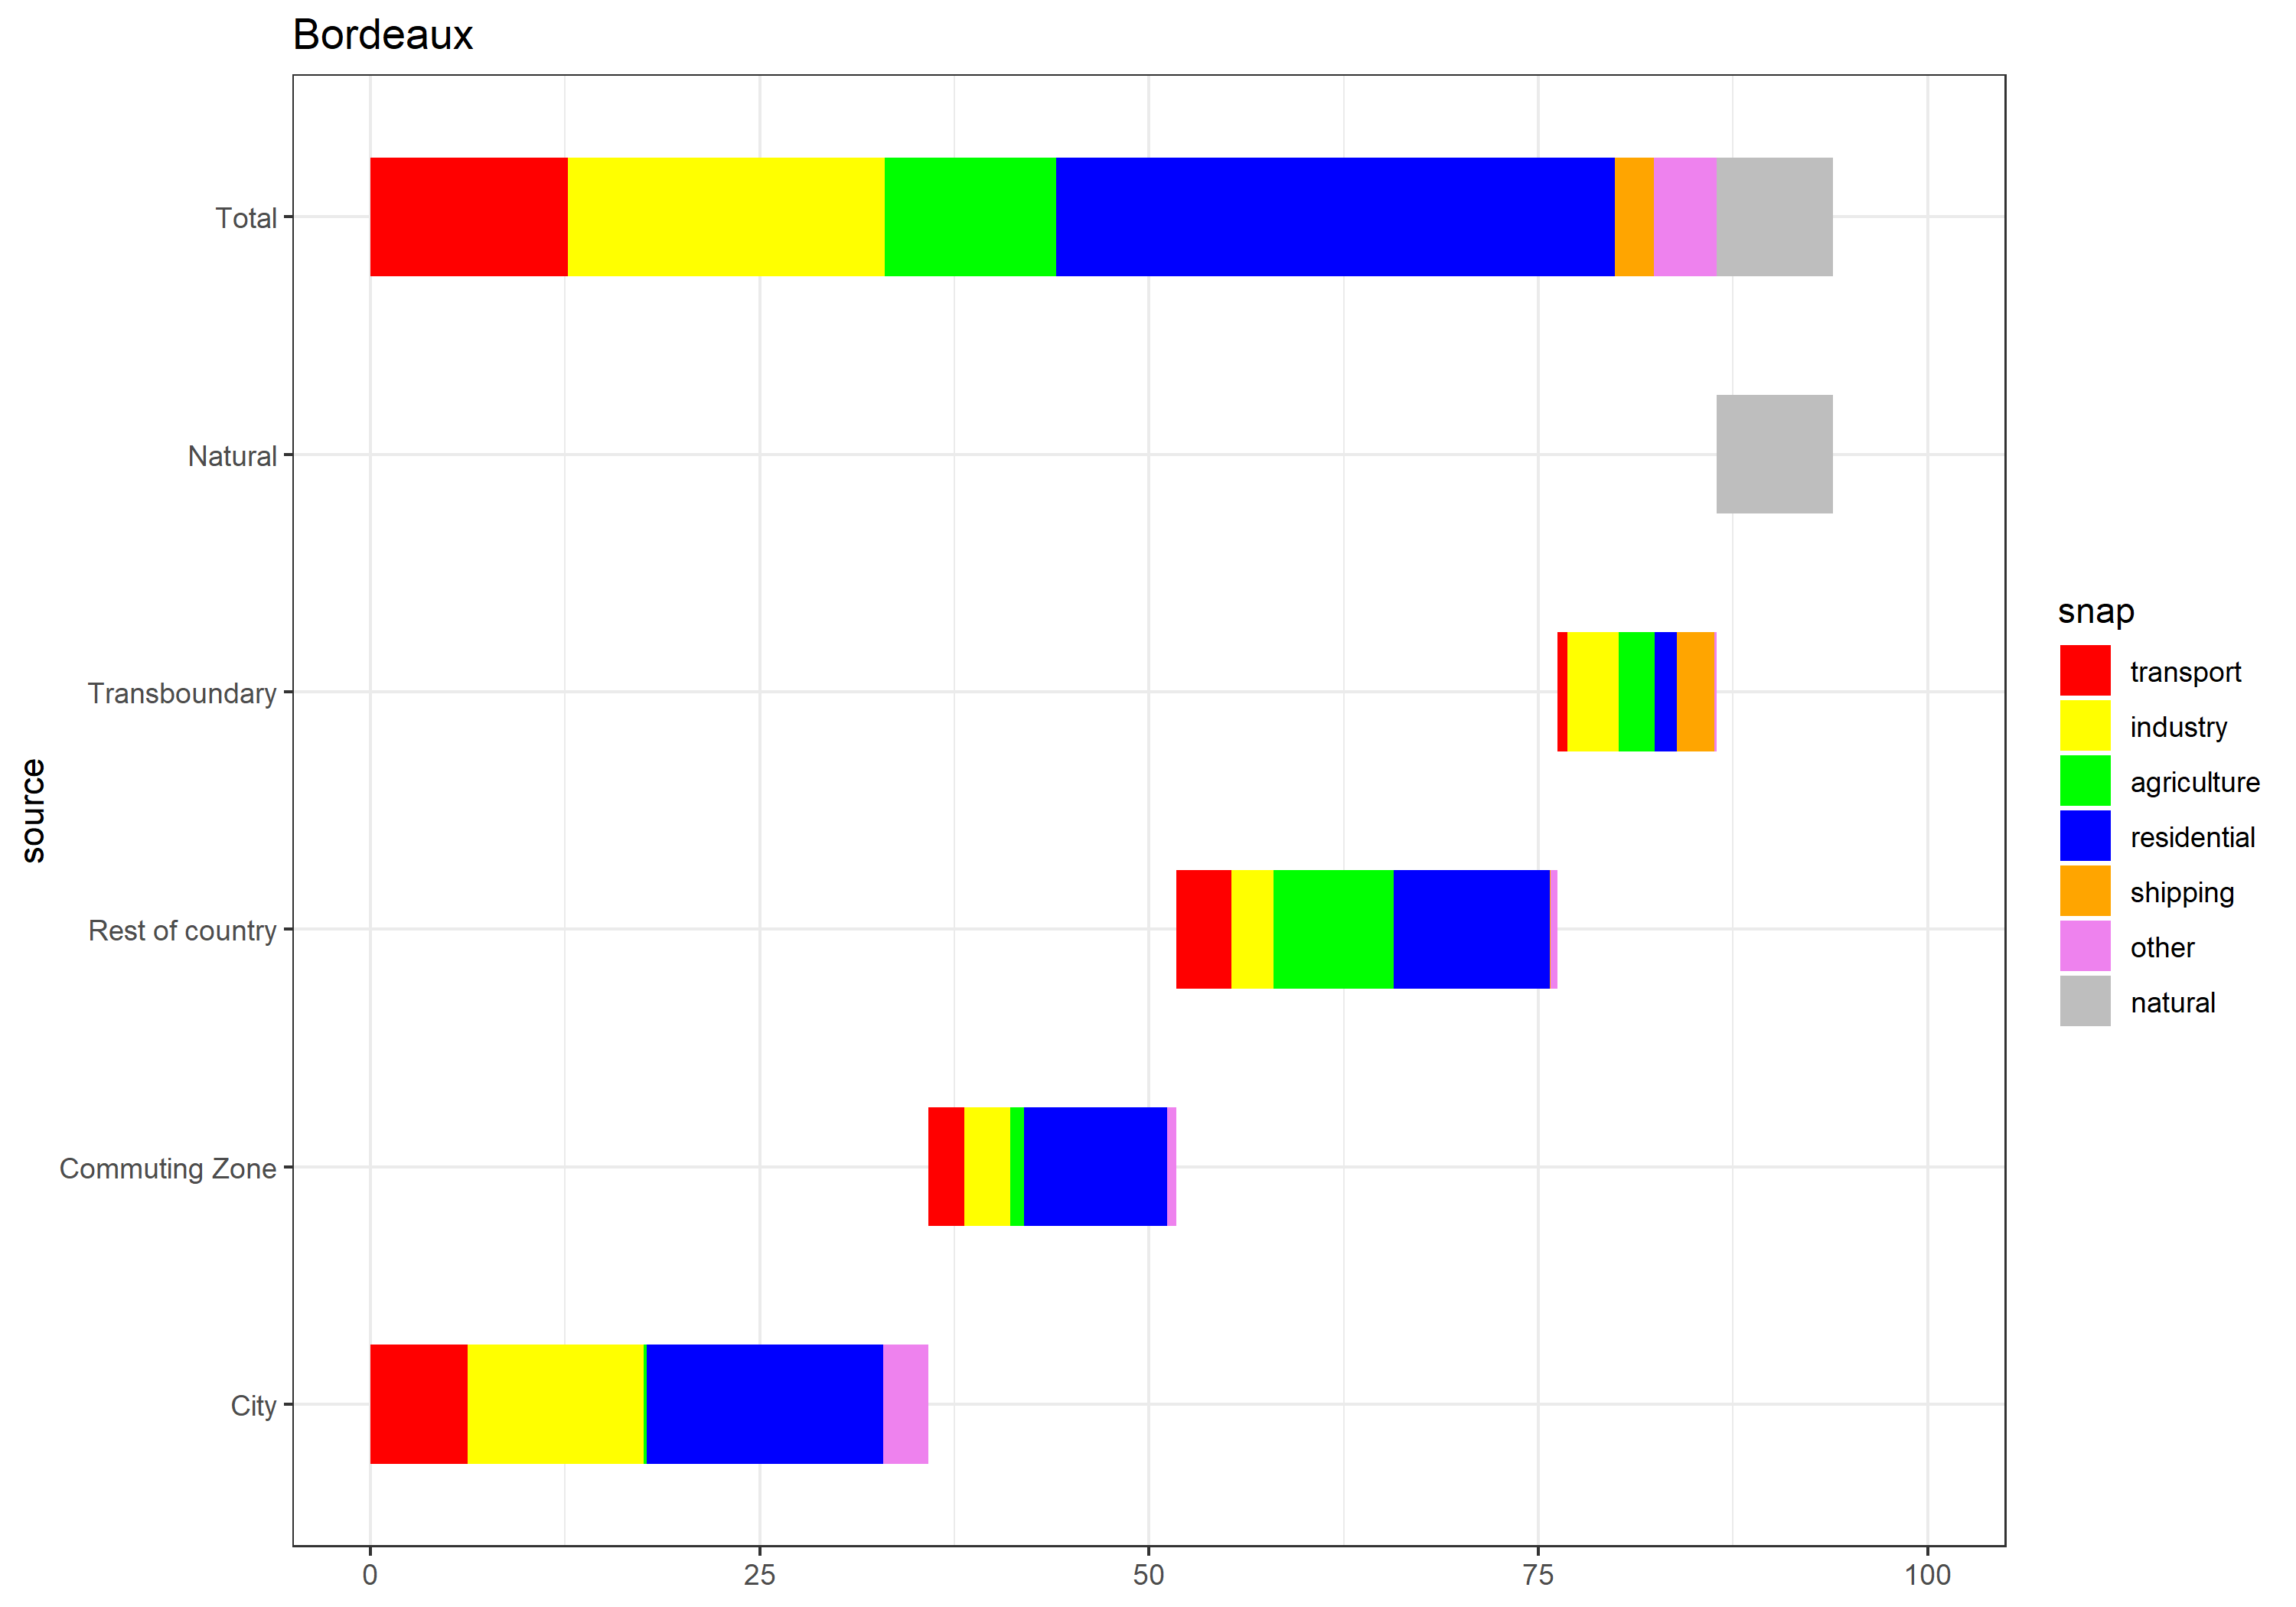 Bordeaux
source
Total
Natural
Transboundary
Rest of country
Commuting Zone
City
0 25 50 75 100
snap
transport
industry
agriculture
residential
shipping
other
natural